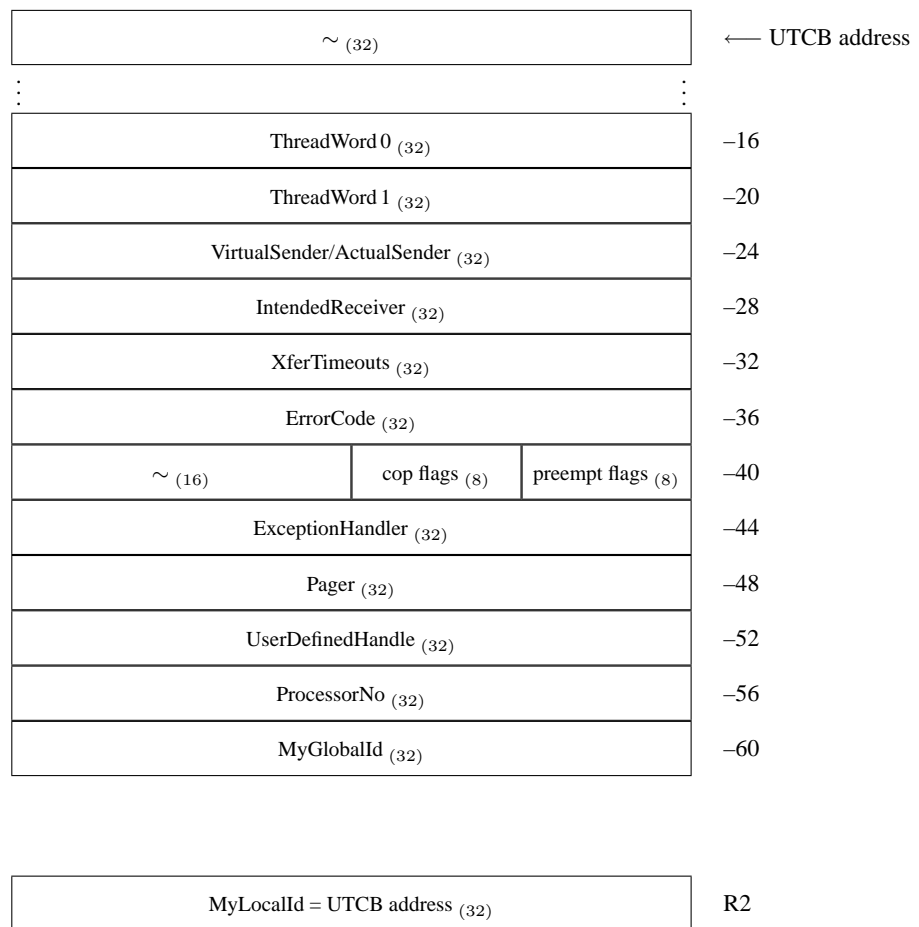 ∼ (32) ←— UTCB address
ThreadWord 0 (32) –16
ThreadWord 1 (32) –20
VirtualSender/ActualSender (32) –24
IntendedReceiver (32) –28
XferTimeouts (32) –32
ErrorCode (32) –36
∼ (16) cop flags (8) preempt flags (8) –40
ExceptionHandler (32) –44
Pager (32) –48
UserDefinedHandle (32) –52
ProcessorNo (32) –56
MyGlobalId (32) –60
MyLocalId = UTCB address (32) R2